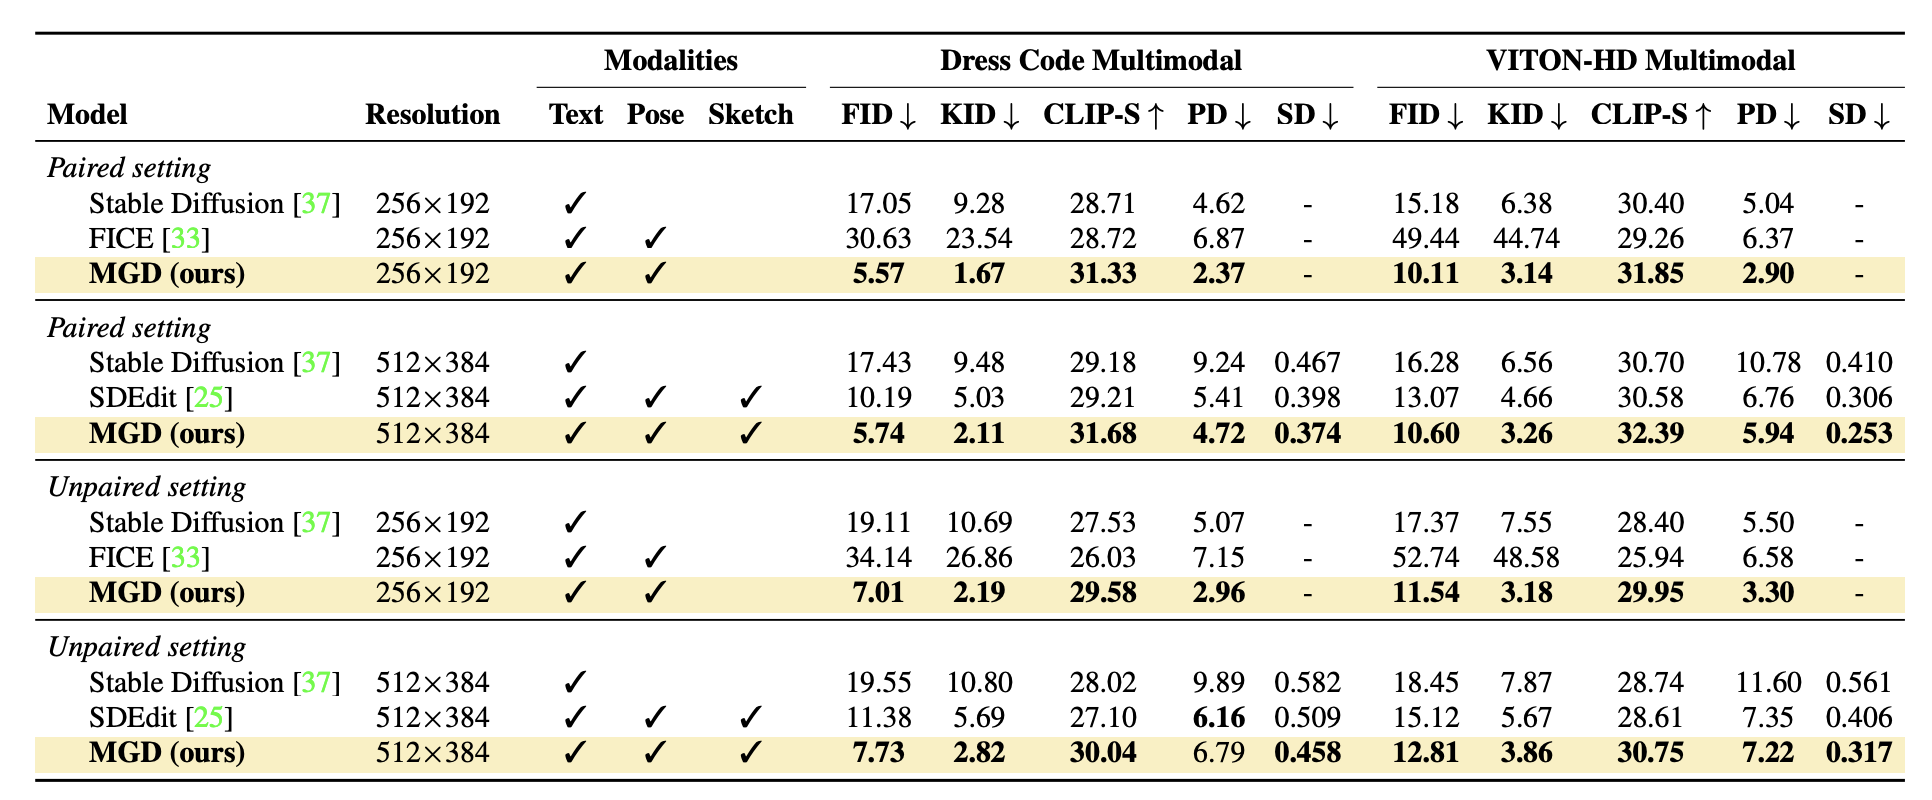 Modalities Dress Code Multimodal VITON-HD Multimodal
Model Resolution Text Pose Sketch FID ↓ KID ↓ CLIP-S ↑ PD ↓ SD ↓ FID ↓ KID ↓ CLIP-S ↑ PD ↓ SD ↓
Paired setting
Stable Diffusion [37] 256×192 ✓ 17.05 9.28 28.71 4.62 - 15.18 6.38 30.40 5.04 -
FICE [33] 256×192 ✓ ✓ 30.63 23.54 28.72 6.87 - 49.44 44.74 29.26 6.37 -
MGD (ours) 256×192 ✓ ✓ 5.57 1.67 31.33 2.37 - 10.11 3.14 31.85 2.90 -
Paired setting
Stable Diffusion [37] 512×384 ✓ 17.43 9.48 29.18 9.24 0.467 16.28 6.56 30.70 10.78 0.410
SDEdit [25] 512×384 ✓ ✓ ✓ 10.19 5.03 29.21 5.41 0.398 13.07 4.66 30.58 6.76 0.306
MGD (ours) 512×384 ✓ ✓ ✓ 5.74 2.11 31.68 4.72 0.374 10.60 3.26 32.39 5.94 0.253
Unpaired setting
Stable Diffusion [37] 256×192 ✓ 19.11 10.69 27.53 5.07 - 17.37 7.55 28.40 5.50 -
FICE [33] 256×192 ✓ ✓ 34.14 26.86 26.03 7.15 - 52.74 48.58 25.94 6.58 -
MGD (ours) 256×192 ✓ ✓ 7.01 2.19 29.58 2.96 - 11.54 3.18 29.95 3.30 -
Unpaired setting
Stable Diffusion [37] 512×384 ✓ 19.55 10.80 28.02 9.89 0.582 18.45 7.87 28.74 11.60 0.561
SDEdit [25] 512×384 ✓ ✓ ✓ 11.38 5.69 27.10 6.16 0.509 15.12 5.67 28.61 7.35 0.406
MGD (ours) 512×384 ✓ ✓ ✓ 7.73 2.82 30.04 6.79 0.458 12.81 3.86 30.75 7.22 0.317